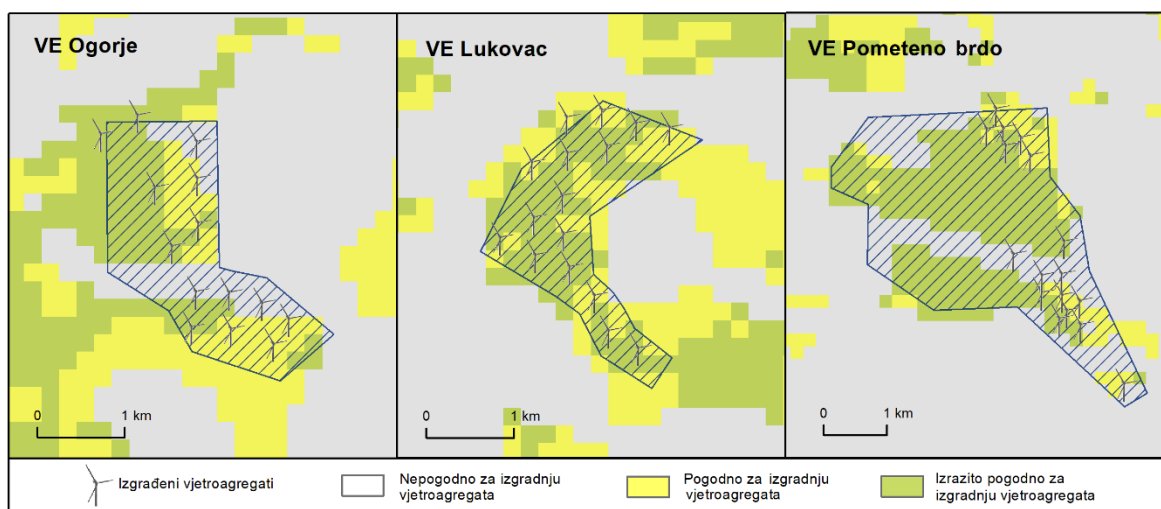 VE Ogorje
VE Lukovac
VE Pometeno brdo
0 1 km
0 1 km
0 1 km
Izgrađeni vjetroagregati
Nepogodno za izgradnju
vjetroagregata
Pogodno za izgradnju
vjetroagregata
Izrazito pogodno za
izgradnju vjetroagregata